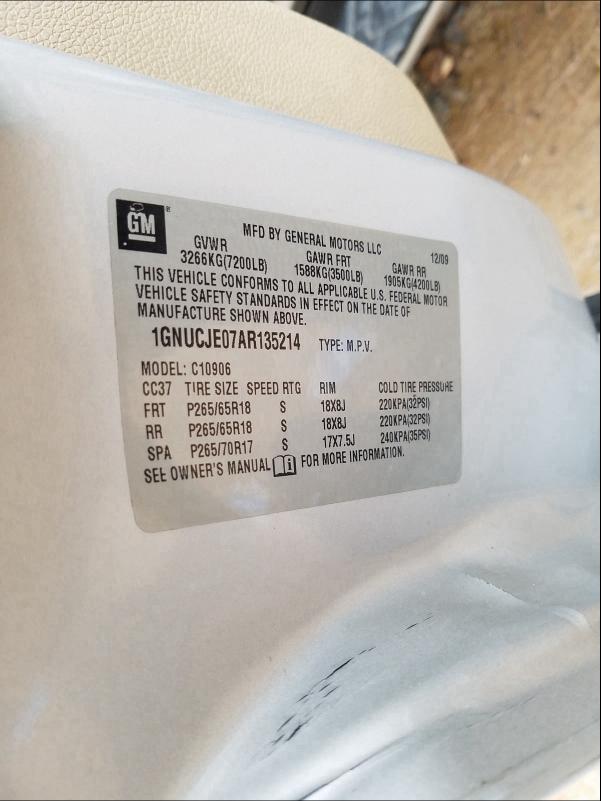 GM ®
MFD BY GENERAL MOTORS LLC 12/09
GVWR GAWR FRT GAWR RR
3266KG(7200LB) 1588KG(3500LB) 1905KG(4200LB)
THIS VEHICLE CONFORMS TO ALL APPLICABLE U.S. FEDERAL MOTOR
VEHICLE SAFETY STANDARDS IN EFFECT ON THE DATE OF
MANUFACTURE SHOWN ABOVE.
1GNUCJE07AR135214 TYPE: M.P.V.
MODEL: C10906
CC37 TIRE SIZE SPEED RTG RIM COLD TIRE PRESSURE
FRT P265/65R18 S 18X8J 220KPA(32PSI)
RR P265/65R18 S 18X8J 220KPA(32PSI)
SPA P265/70R17 S 17X7.5J 240KPA(35PSI)
SEE OWNER'S MANUAL i FOR MORE INFORMATION.